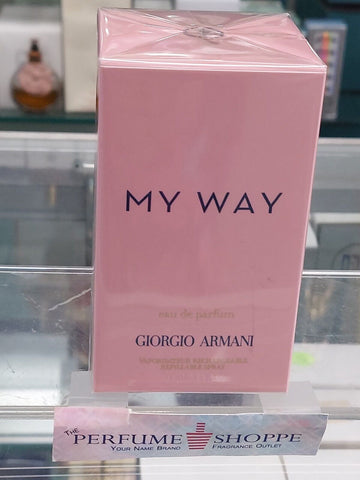 MY WAY
eau de parfum
GIORGIO ARMANI
VAPORISATEUR RECHARGEABLE
REFILLABLE SPRAY
THE PERFUME SHOPPE
YOUR NAME BRAND FRAGRANCE OUTLET